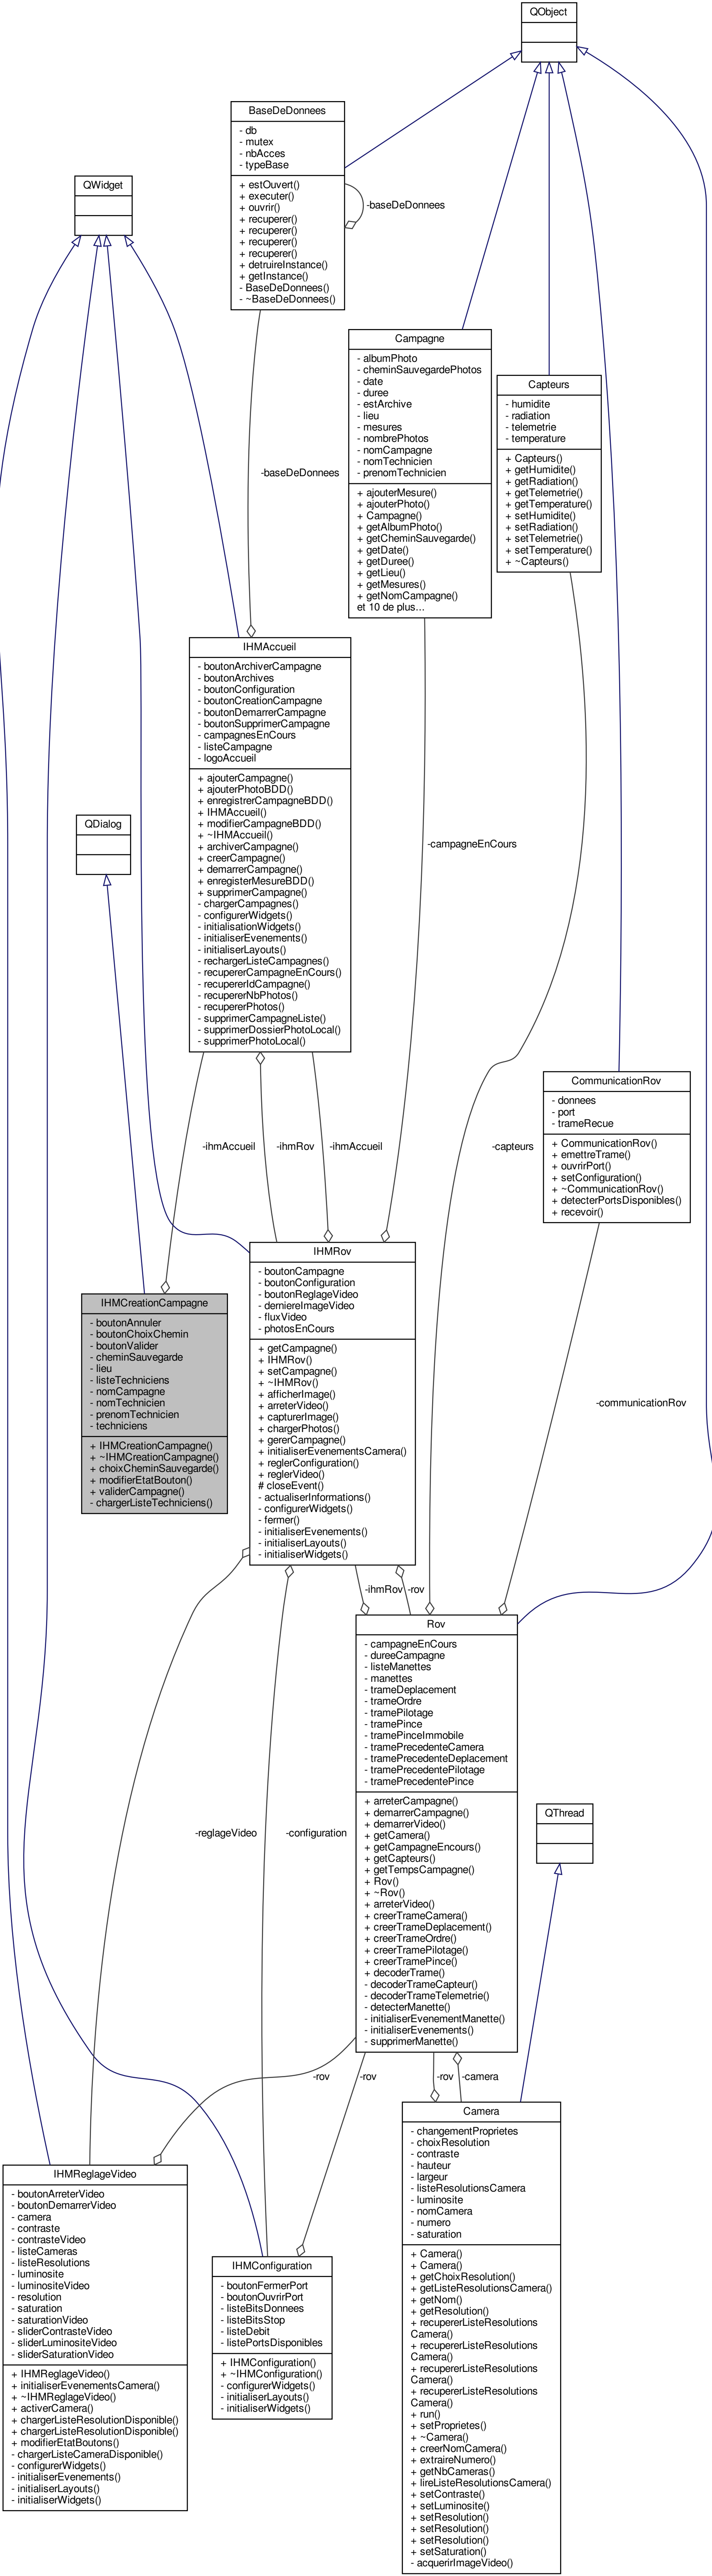 QObject
BaseDeDonnees
- db
- mutex
- nbAcces
- typeBase
+ estOuvert()
+ executer()
+ ouvrir()
+ recuperer()
+ recuperer()
+ recuperer()
+ recuperer()
+ detruireInstance()
+ getInstance()
- BaseDeDonnees()
- ~BaseDeDonnees()
-baseDeDonnees
QWidget
Campagne
- albumPhoto
- cheminSauvegardePhotos
- date
- duree
- estArchive
- lieu
- mesures
- nombrePhotos
- nomCampagne
- nomTechnicien
- prenomTechnicien
+ ajouterMesure()
+ ajouterPhoto()
+ Campagne()
+ getAlbumPhoto()
+ getCheminSauvegarde()
+ getDate()
+ getDuree()
+ getLieu()
+ getMesures()
+ getNomCampagne()
et 10 de plus...
Capteurs
- humidite
- radiation
- telemetrie
- temperature
+ Capteurs()
+ getHumidite()
+ getRadiation()
+ getTelemetrie()
+ getTemperature()
+ setHumidite()
+ setRadiation()
+ setTelemetrie()
+ setTemperature()
+ ~Capteurs()
-baseDeDonnees
IHMAccueil
- boutonArchiverCampagne
- boutonArchives
- boutonConfiguration
- boutonCreationCampagne
- boutonDemarrerCampagne
- boutonSupprimerCampagne
- campagnesEnCours
- listeCampagne
- logoAccueil
+ ajouterCampagne()
+ ajouterPhotoBDD()
+ enregistrerCampagneBDD()
+ IHMAccueil()
+ modifierCampagneBDD()
+ ~IHMAccueil()
+ archiverCampagne()
+ creerCampagne()
+ demarrerCampagne()
+ enregisterMesureBDD()
+ supprimerCampagne()
- chargerCampagnes()
- configurerWidgets()
- initialisationWidgets()
- initialiserEvenements()
- initialiserLayouts()
- rechargerListeCampagnes()
- recupererCampagneEnCours()
- recupererIdCampagne()
- recupererNbPhotos()
- recupererPhotos()
- supprimerCampagneListe()
- supprimerDossierPhotoLocal()
- supprimerPhotoLocal()
QDialog
-campagneEnCours
CommunicationRov
- donnees
- port
- trameRecue
+ CommunicationRov()
+ emettreTrame()
+ ouvrirPort()
+ setConfiguration()
+ ~CommunicationRov()
+ detecterPortsDisponibles()
+ recevoir()
-ihmAccueil
-ihmRov
-ihmAccueil
-capteurs
IHMCreationCampagne
- boutonAnnuler
- boutonChoixChemin
- boutonValider
- cheminSauvegarde
- lieu
- listeTechniciens
- nomCampagne
- nomTechnicien
- prenomTechnicien
- techniciens
+ IHMCreationCampagne()
+ ~IHMCreationCampagne()
+ choixCheminSauvegarde()
+ modifierEtatBouton()
+ validerCampagne()
- chargerListeTechniciens()
IHMRov
- boutonCampagne
- boutonConfiguration
- boutonReglageVideo
- derniereImageVideo
- fluxVideo
- photosEnCours
+ getCampagne()
+ IHMRov()
+ setCampagne()
+ ~IHMRov()
+ afficherImage()
+ arreterVideo()
+ capturerImage()
+ chargerPhotos()
+ gererCampagne()
+ initialiserEvenementsCamera()
+ reglerConfiguration()
+ reglerVideo()
# closeEvent()
- actualiserInformations()
- configurerWidgets()
- fermer()
- initialiserEvenements()
- initialiserLayouts()
- initialiserWidgets()
-communicationRov
-ihmRov
-rov
Rov
- campagneEnCours
- dureeCampagne
- listeManettes
- manettes
- trameDeplacement
- trameOrdre
- tramePilotage
- tramePince
- tramePinceImmobile
- tramePrecedenteCamera
- tramePrecedenteDeplacement
- tramePrecedentePilotage
- tramePrecedentePince
+ arreterCampagne()
+ demarrerCampagne()
+ demarrerVideo()
+ getCamera()
+ getCampagneEncours()
+ getCapteurs()
+ getTempsCampagne()
+ Rov()
+ ~Rov()
+ arreterVideo()
+ creerTrameCamera()
+ creerTrameDeplacement()
+ creerTrameOrdre()
+ creerTramePilotage()
+ creerTramePince()
+ decoderTrame()
- decoderTrameCapteur()
- decoderTrameTelemetrie()
- detecterManette()
- initialiserEvenementManette()
- initialiserEvenements()
- supprimerManette()
-reglageVideo
-configuration
QThread
-rov
-rov
-rov
-camera
Camera
- changementProprietes
- choixResolution
- contraste
- hauteur
- largeur
- listeResolutionsCamera
- luminosite
- nomCamera
- numero
- saturation
+ Camera()
+ Camera()
+ getChoixResolution()
+ getListeResolutionsCamera()
+ getNom()
+ getResolution()
+ recupererListeResolutions
Camera()
+ recupererListeResolutions
Camera()
+ recupererListeResolutions
Camera()
+ recupererListeResolutions
Camera()
+ run()
+ setProprietes()
+ ~Camera()
+ creerNomCamera()
+ extraireNumero()
+ getNbCameras()
+ lireListeResolutionsCamera()
+ setContraste()
+ setLuminosite()
+ setResolution()
+ setResolution()
+ setResolution()
+ setSaturation()
- acquerirImageVideo()
IHMReglageVideo
- boutonArreterVideo
- boutonDemarrerVideo
- camera
- contraste
- contrasteVideo
- listeCameras
- listeResolutions
- luminosite
- luminositeVideo
- resolution
- saturation
- saturationVideo
- sliderContrasteVideo
- sliderLuminositeVideo
- sliderSaturationVideo
+ IHMReglageVideo()
+ initialiserEvenementsCamera()
+ ~IHMReglageVideo()
+ activerCamera()
+ chargerListeResolutionDisponible()
+ chargerListeResolutionDisponible()
+ modifierEtatBoutons()
- chargerListeCameraDisponible()
- configurerWidgets()
- initialiserEvenements()
- initialiserLayouts()
- initialiserWidgets()
IHMConfiguration
- boutonFermerPort
- boutonOuvrirPort
- listeBitsDonnees
- listeBitsStop
- listeDebit
- listePortsDisponibles
+ IHMConfiguration()
+ ~IHMConfiguration()
- configurerWidgets()
- initialiserLayouts()
- initialiserWidgets()